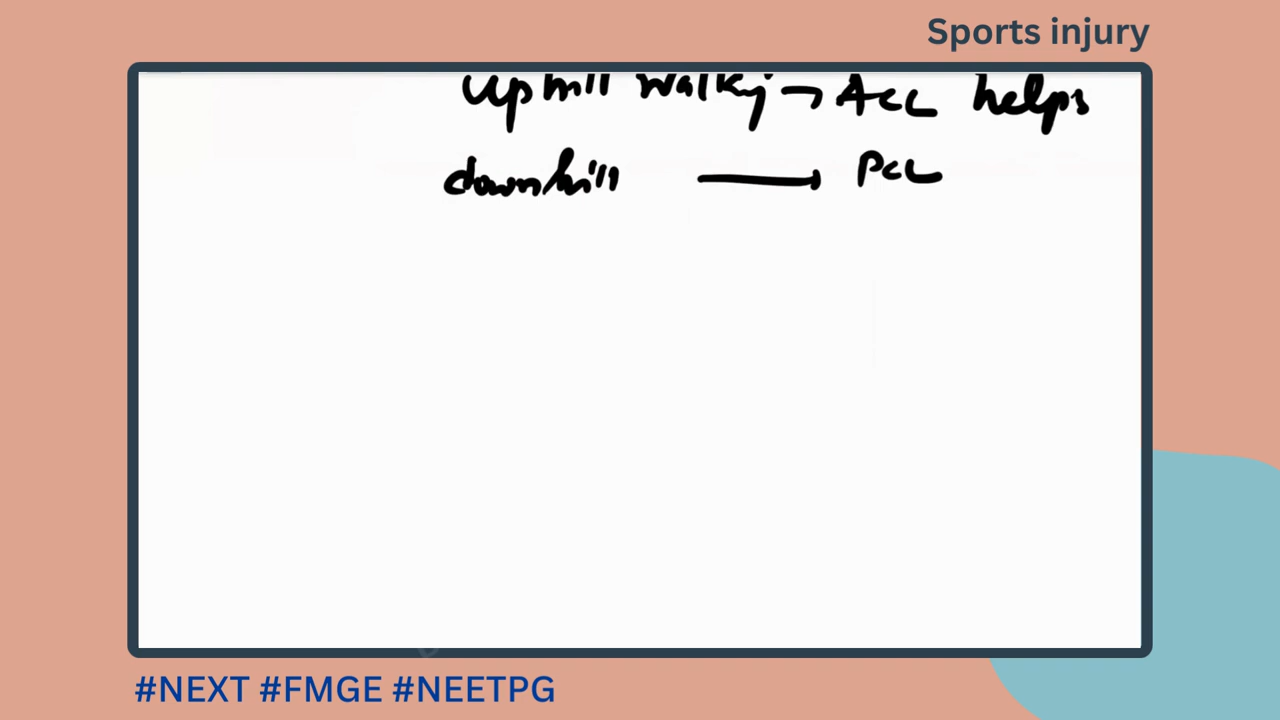 Sports injury
uphill walking → ACL helps
downhill → PCL
#NEXT #FMGE #NEETPG